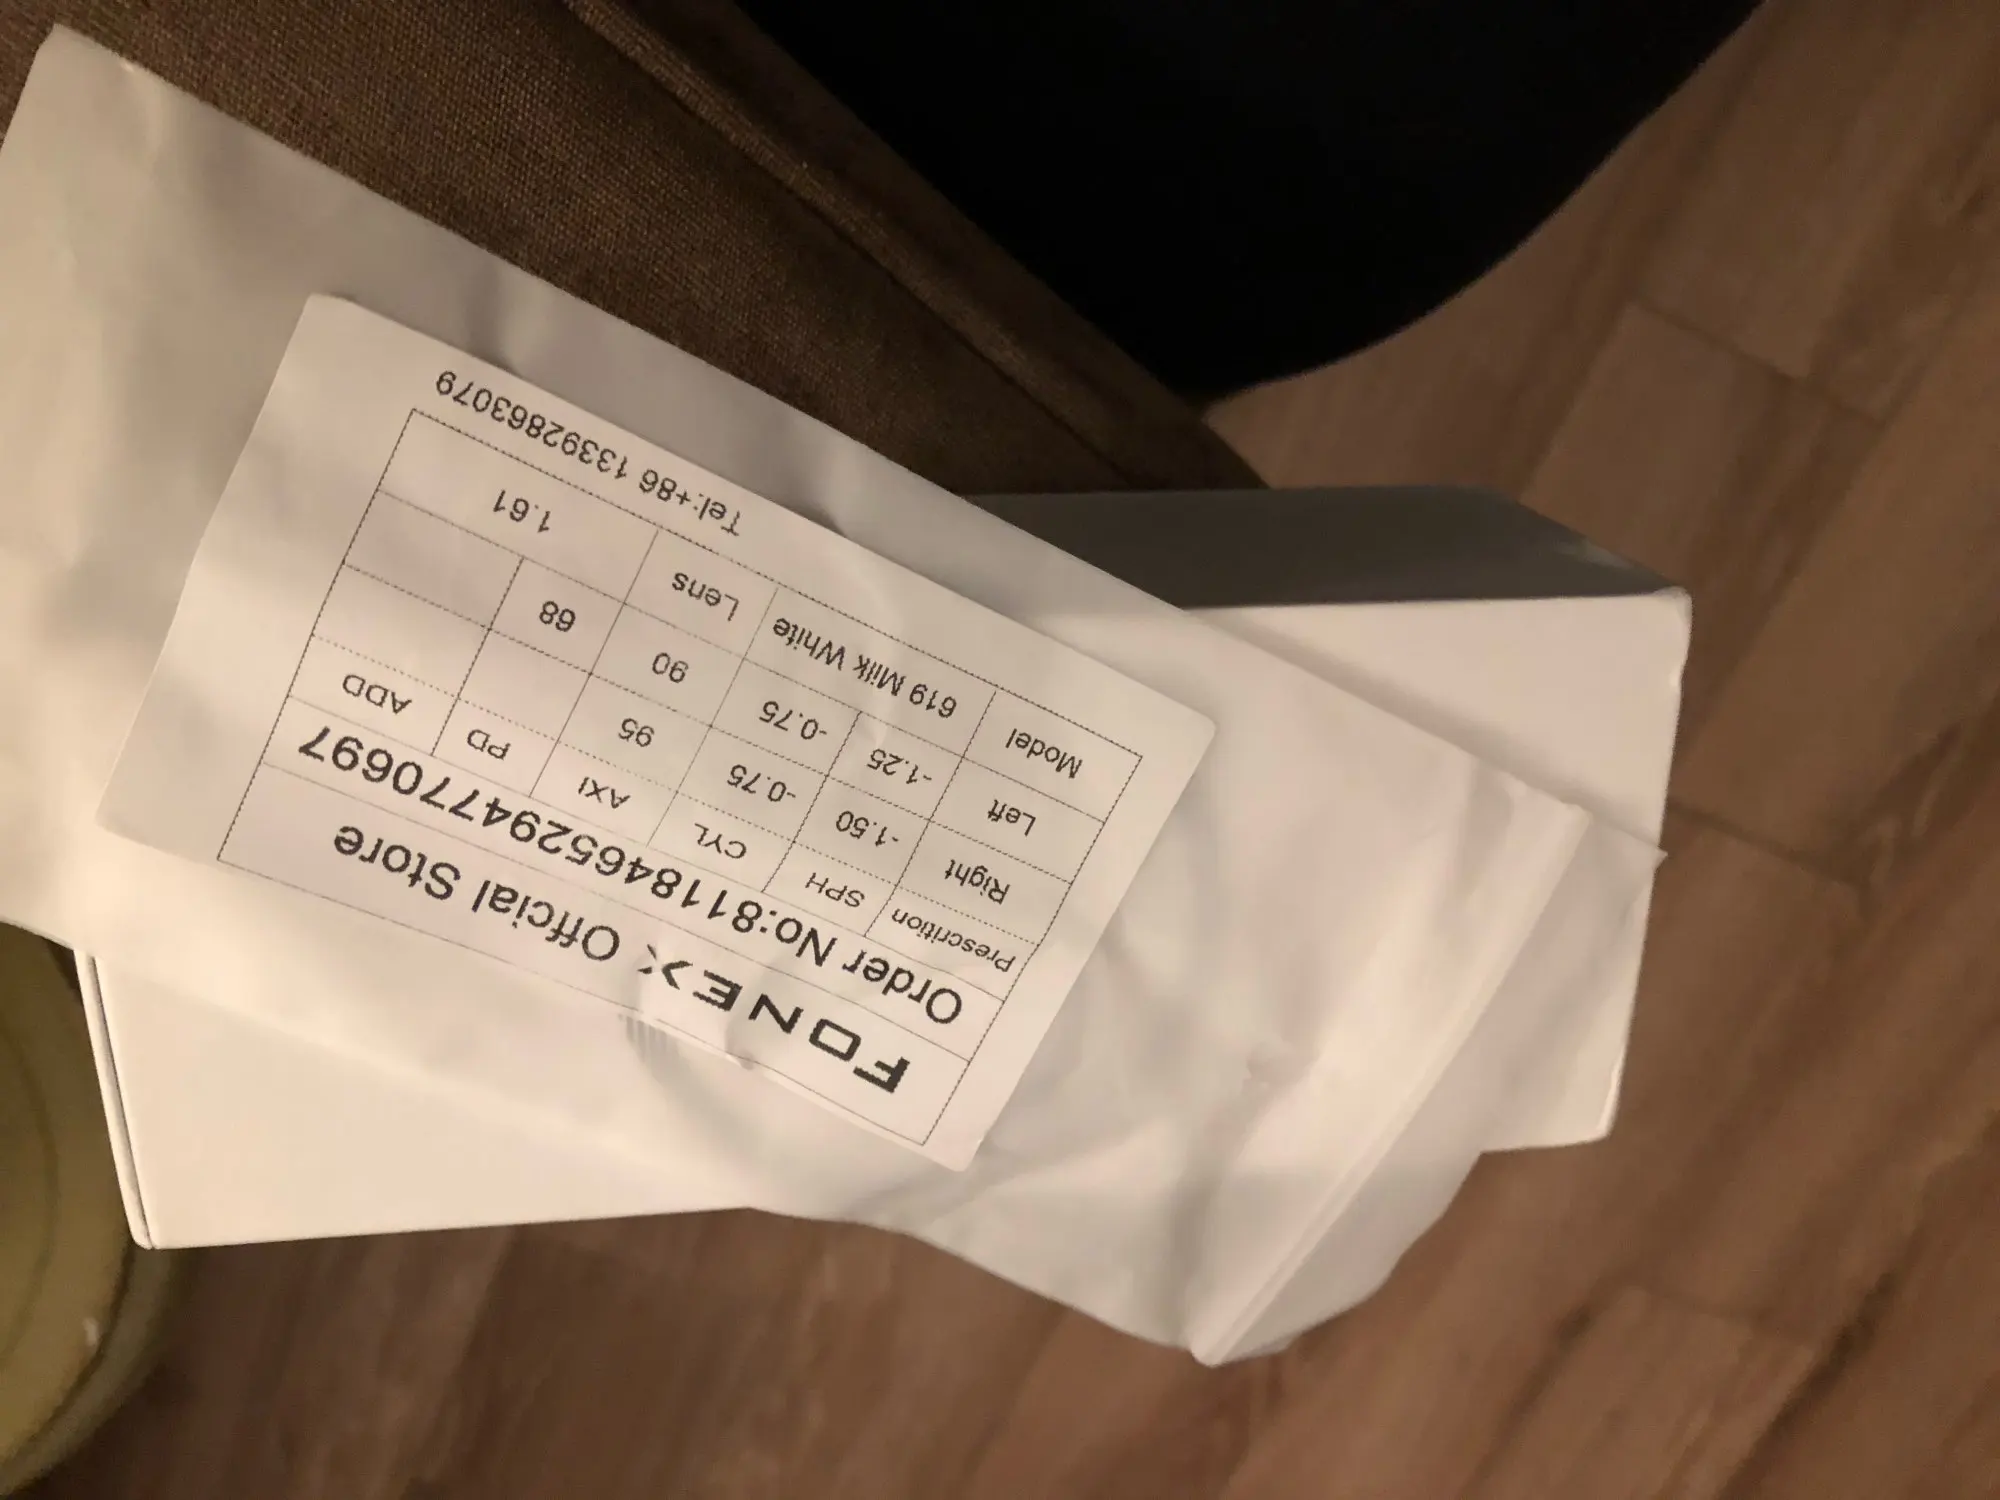 FONEX Offcial Store
Order No:8118465294770697
Prescrition SPH CYL AXI PD ADD
Right -1.50 -0.75 95
Left -1.25 -0.75 90 68
Model 619 Milk White Lens 1.61
Tel:+86 13392863079